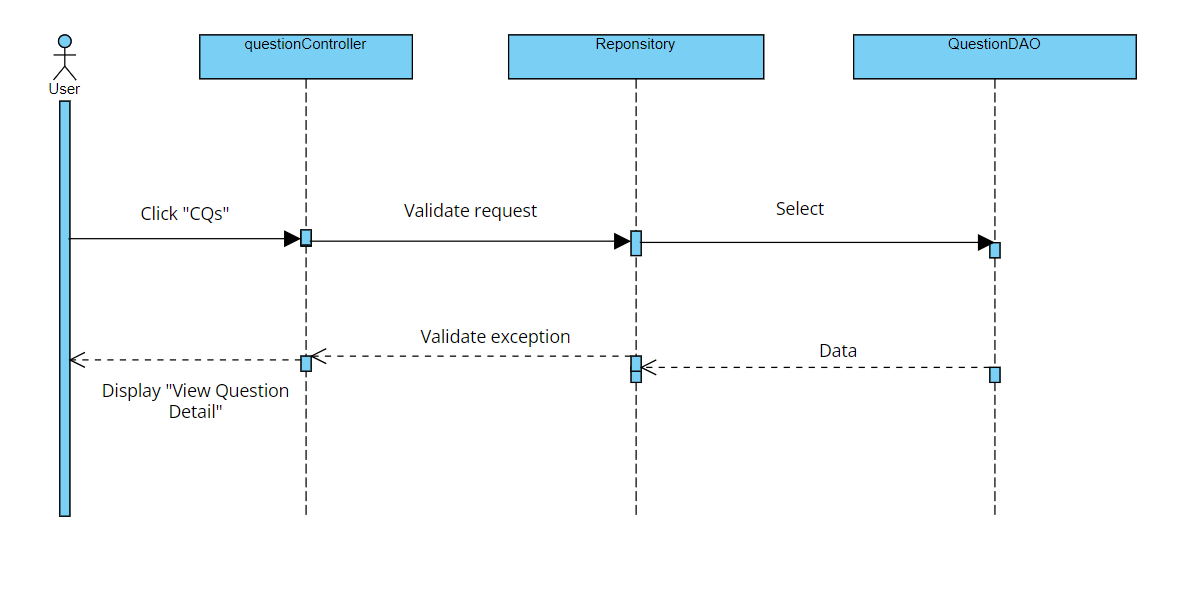 questionController
Reponsitory
QuestionDAO
User
Click "CQs"
Validate request
Select
Validate exception
Data
Display "View Question
Detail"